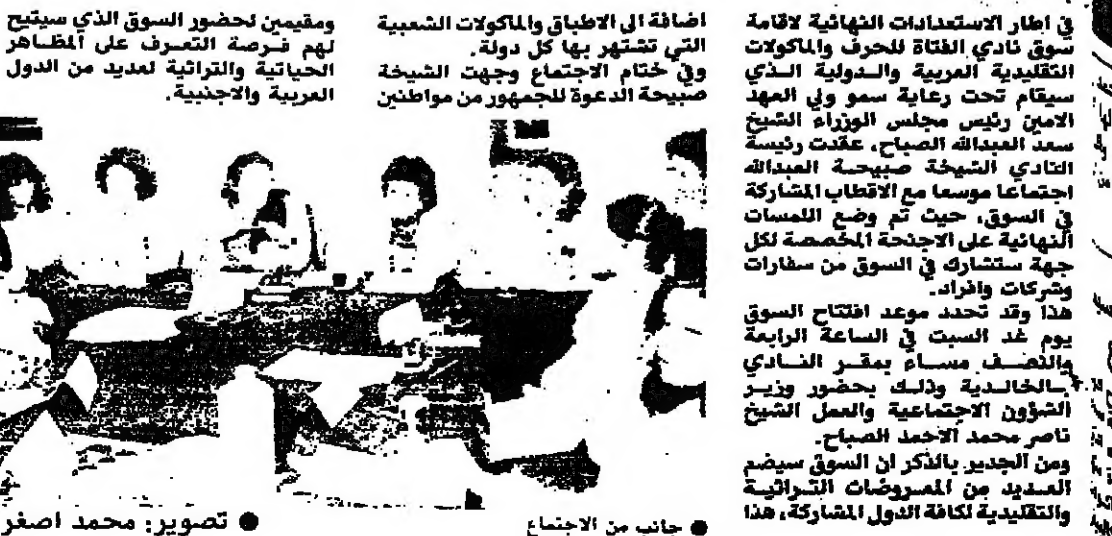 في اطار الاستعدادات النهائية لاقامة
سوق نادي الفتاة للحرف والماكولات
التقليدية العربية والدولية الذي
سيقام تحت رعاية سمو ولي العهد
الامين رئيس مجلس الوزراء الشيخ
سعد العبدالله الصباح، عقدت رئيسة
النادي الشيخة صبيحة العبدالله
اجتماعا موسعا مع الاقطاب المشاركة
في السوق، حيث تم وضع اللمسات
النهائية على الاجنحة المخصصة لكل
جهة ستشارك في السوق من سفارات
وشركات وافراد.
هذا وقد تحدد موعد افتتاح السوق
يوم غد السبت في الساعة الرابعة
والنصف مساء بمقر النادي
بالخالدية وذلك بحضور وزير
الشؤون الاجتماعية والعمل الشيخ
ناصر محمد الاحمد الصباح.
ومن الجدير بالذكر ان السوق سيضم
العديد من المعروضات التراثية
والتقليدية لكافة الدول المشاركة، هذا
اضافة الى الاطباق والماكولات الشعبية
التي تشتهر بها كل دولة.
وفي ختام الاجتماع وجهت الشيخة
صبيحة الدعوة للجمهور من مواطنين
ومقيمين لحضور السوق الذي سيتيح
لهم فرصة التعرف على المظاهر
الحياتية والتراثية لعديد من الدول
العربية والاجنبية.
● جانب من الاجتماع
● تصوير: محمد اصغر